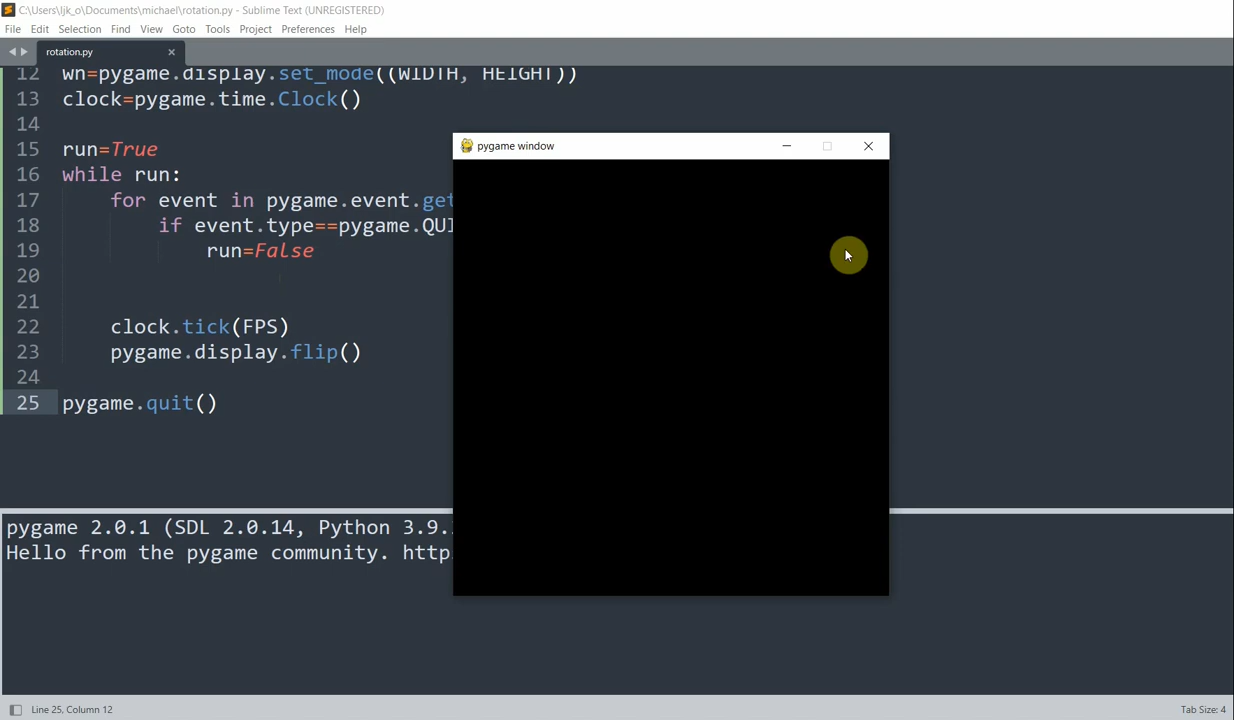 C:\Users\ljk_o\Documents\michael\rotation.py - Sublime Text (UNREGISTERED)
File Edit Selection Find View Goto Tools Project Preferences Help
rotation.py
12 wn=pygame.display.set_mode((WIDTH, HEIGHT))
13 clock=pygame.time.Clock()
14
15 run=True
16 while run:
17 for event in pygame.event.get
18 if event.type==pygame.QUI
19 run=False
20
21
22 clock.tick(FPS)
23 pygame.display.flip()
24
25 pygame.quit()
pygame window
pygame 2.0.1 (SDL 2.0.14, Python 3.9.
Hello from the pygame community. http
Line 25, Column 12
Tab Size: 4